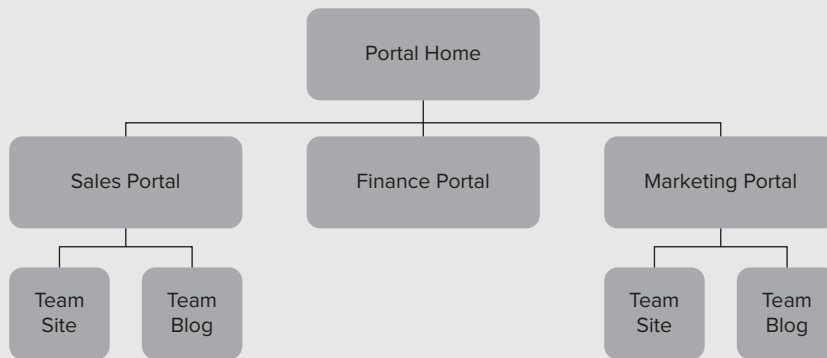 Portal Home
Sales Portal
Finance Portal
Marketing Portal
Team
Site
Team
Blog
Team
Site
Team
Blog